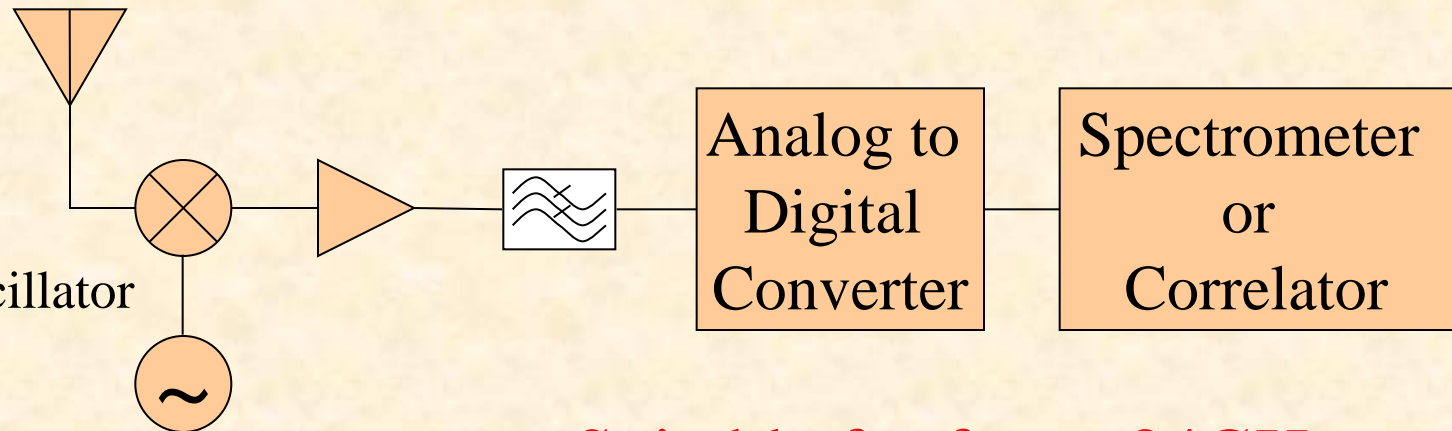 Analog to
Digital
Converter
Spectrometer
or
Correlator
cillator
~